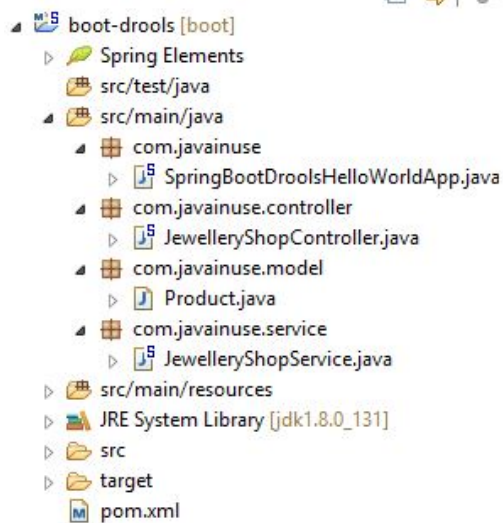 boot-drools [boot]
Spring Elements
src/test/java
src/main/java
com.javainuse
SpringBootDroolsHelloWorldApp.java
com.javainuse.controller
JewelleryShopController.java
com.javainuse.model
Product.java
com.javainuse.service
JewelleryShopService.java
src/main/resources
JRE System Library [jdk1.8.0_131]
src
target
pom.xml